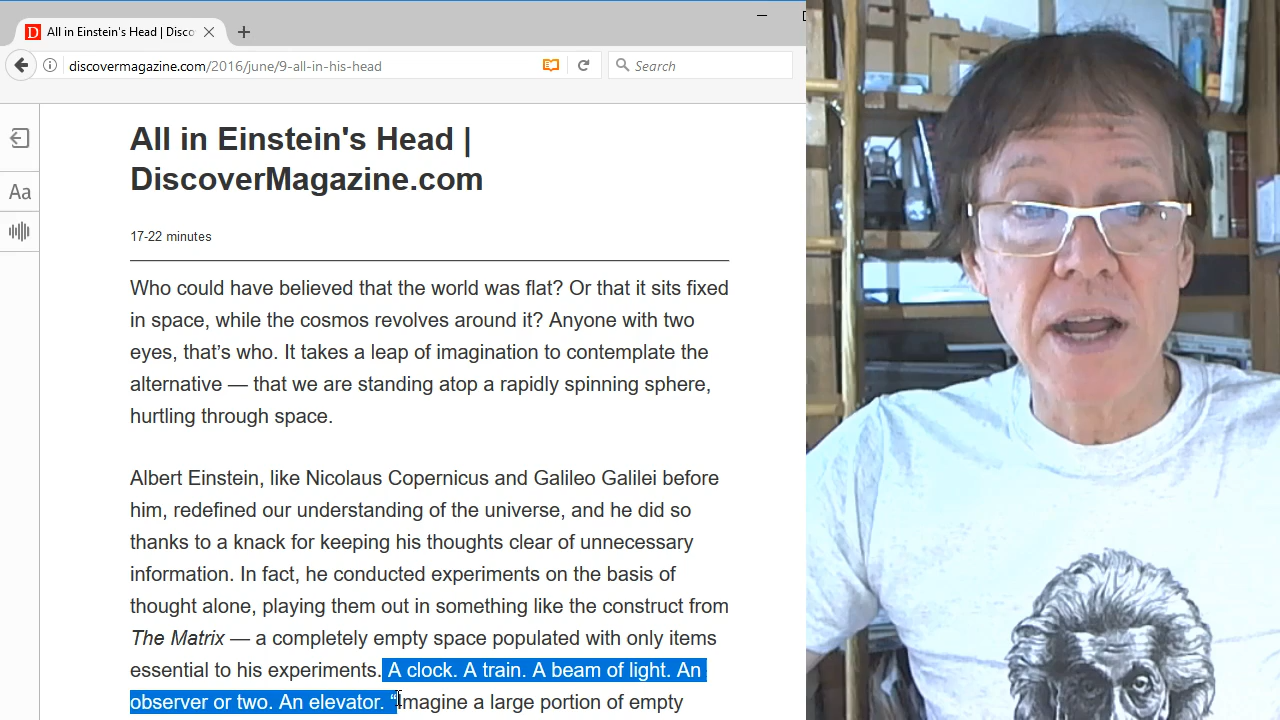 All in Einstein's Head | Disco
discovermagazine.com/2016/june/9-all-in-his-head
Search
All in Einstein's Head |
DiscoverMagazine.com
Aa
17-22 minutes
Who could have believed that the world was flat? Or that it sits fixed
in space, while the cosmos revolves around it? Anyone with two
eyes, that’s who. It takes a leap of imagination to contemplate the
alternative — that we are standing atop a rapidly spinning sphere,
hurtling through space.
Albert Einstein, like Nicolaus Copernicus and Galileo Galilei before
him, redefined our understanding of the universe, and he did so
thanks to a knack for keeping his thoughts clear of unnecessary
information. In fact, he conducted experiments on the basis of
thought alone, playing them out in something like the construct from
The Matrix — a completely empty space populated with only items
essential to his experiments. A clock. A train. A beam of light. An
observer or two. An elevator. “Imagine a large portion of empty